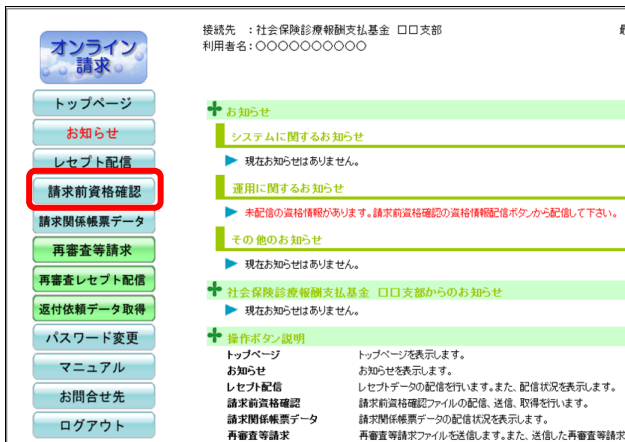 接続先 ：社会保険診療報酬支払基金 口口支部
利用者名：〇〇〇〇〇〇〇〇〇〇
オンライン
請求
トップページ
お知らせ
レセプト配信
請求前資格確認
請求関係帳票データ
再審査等請求
再審査レセプト配信
返付依頼データ取得
パスワード変更
マニュアル
お問合せ先
ログアウト
お知らせ
システムに関するお知らせ
現在お知らせはありません。
運用に関するお知らせ
未配信の資格情報があります。請求前資格確認の資格情報配信ボタンから配信して下さい。
その他のお知らせ
現在お知らせはありません。
社会保険診療報酬支払基金 口口支部からのお知らせ
現在お知らせはありません。
操作ボタン説明
トップページ トップページを表示します。
お知らせ お知らせを表示します。
レセプト配信 レセプトデータの配信を行います。また、配信状況を表示します。
請求前資格確認 請求前資格確認ファイルの配信、送信、取得を行います。
請求関係帳票データ 請求関係帳票データの配信状況を表示します。
再審査等請求 再審査等請求ファイルを送信します。また、送信した再審査等請求